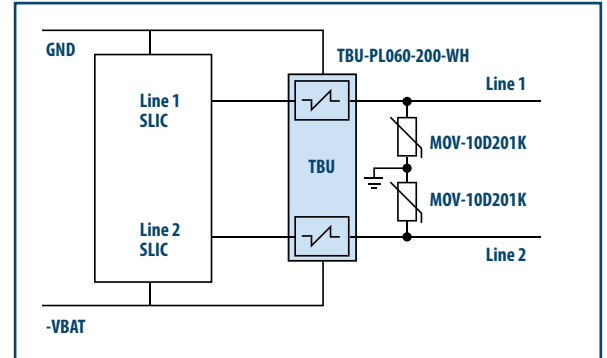 GND
TBU-PL060-200-WH
Line 1
Line 1
SLIC
MOV-10D201K
TBU
MOV-10D201K
Line 2
SLIC
Line 2
-VBAT